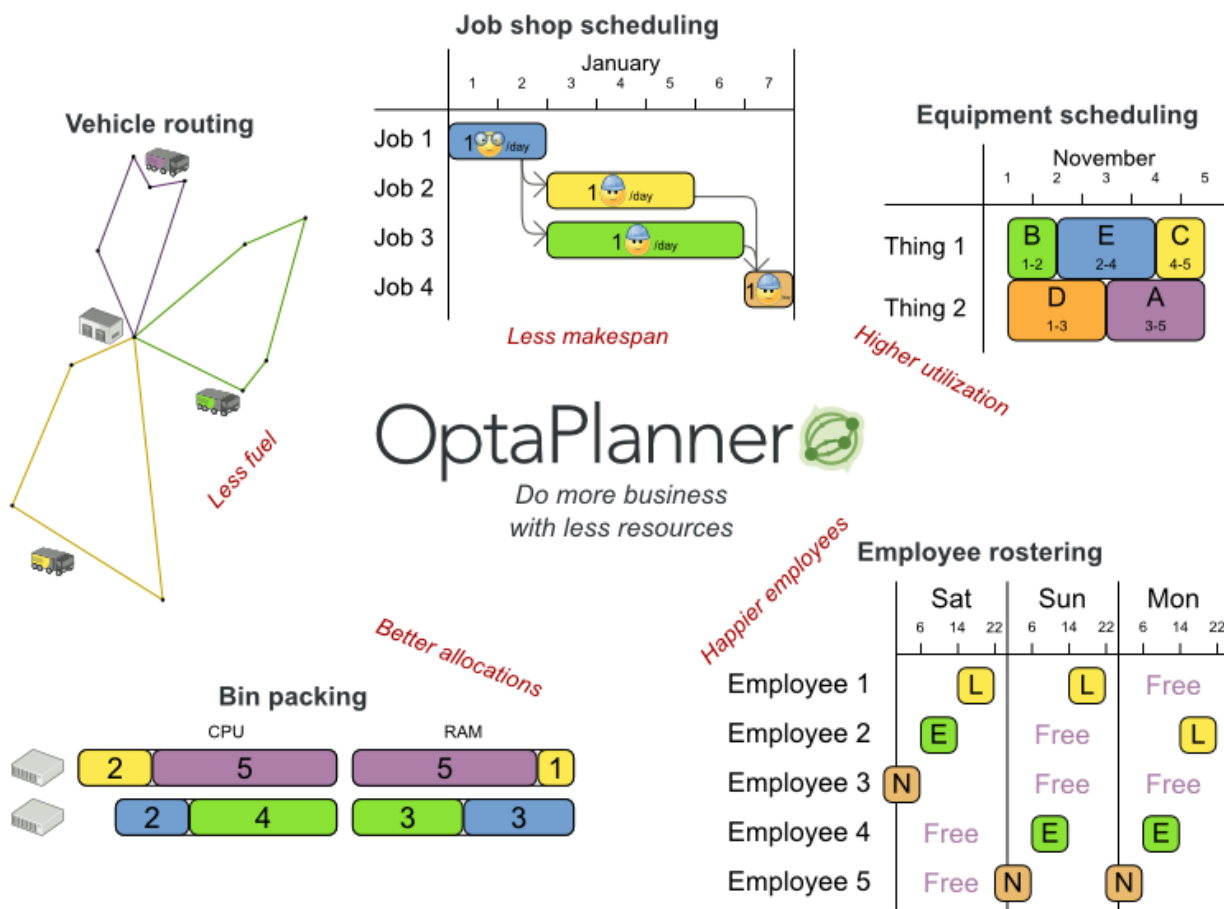 Job shop scheduling
January
1 2 3 4 5 6 7
Job 1
1 /day
Job 2
1 /day
Job 3
1 /day
Job 4
1
Less makespan
Vehicle routing
Less fuel
Equipment scheduling
November
1 2 3 4 5
Thing 1
B E C
1-2 2-4 4-5
Thing 2
D A
1-3 3-5
Higher utilization
OptaPlanner
Do more business
with less resources
Better allocations
Happier employees
Bin packing
CPU RAM
2 5 5 1
2 4 3 3
Employee rostering
Sat Sun Mon
6 14 22 6 14 22 6 14 22
Employee 1 L L Free
Employee 2 E Free L
Employee 3 N Free Free
Employee 4 Free E E
Employee 5 Free N N